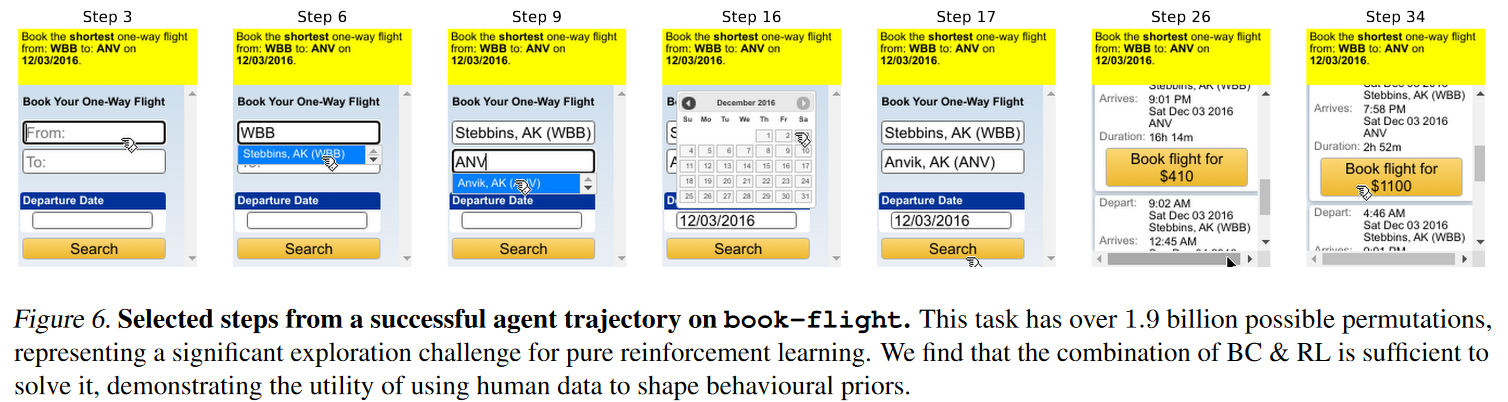 Step 3
Book the shortest one-way flight
from: WBB to: ANV on
12/03/2016.
Book Your One-Way Flight
From:
To:
Departure Date
Search
Step 6
Book the shortest one-way flight
from: WBB to: ANV on
12/03/2016.
Book Your One-Way Flight
WBB
Stebbins, AK (WBB)
Departure Date
Search
Step 9
Book the shortest one-way flight
from: WBB to: ANV on
12/03/2016.
Book Your One-Way Flight
Stebbins, AK (WBB)
ANV
Anvik, AK (ANV)
Departure Date
Search
Step 16
Book the shortest one-way flight
from: WBB to: ANV on
12/03/2016.
December 2016
Su Mo Tu We Th Fr Sa
1 2
4 5 6 7 8 9 10
11 12 13 14 15 16 17
18 19 20 21 22 23 24
25 26 27 28 29 30 31
12/03/2016
Search
Step 17
Book the shortest one-way flight
from: WBB to: ANV on
12/03/2016.
Book Your One-Way Flight
Stebbins, AK (WBB)
Anvik, AK (ANV)
Departure Date
12/03/2016
Search
Step 26
Book the shortest one-way flight
from: WBB to: ANV on
12/03/2016.
Stebbins, AK (WBB)
Arrives: 9:01 PM
Sat Dec 03 2016
ANV
Duration: 16h 14m
Book flight for
$410
Depart: 9:02 AM
Sat Dec 03 2016
Stebbins, AK (WBB)
Arrives: 12:45 AM
Step 34
Book the shortest one-way flight
from: WBB to: ANV on
12/03/2016.
Stebbins, AK (WBB)
Arrives: 7:58 PM
Sat Dec 03 2016
ANV
Duration: 2h 52m
Book flight for
$1100
Depart: 4:46 AM
Sat Dec 03 2016
Stebbins, AK (WBB)
Arrives: 9:01 PM
Figure 6. Selected steps from a successful agent trajectory on book-flight. This task has over 1.9 billion possible permutations,
representing a significant exploration challenge for pure reinforcement learning. We find that the combination of BC & RL is sufficient to
solve it, demonstrating the utility of using human data to shape behavioural priors.